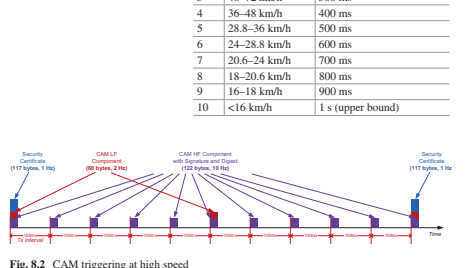 4 36–48 km/h 400 ms
5 28.8–36 km/h 500 ms
6 24–28.8 km/h 600 ms
7 20.6–24 km/h 700 ms
8 18–20.6 km/h 800 ms
9 16–18 km/h 900 ms
10 <16 km/h 1 s (upper bound)
Security
Certificate
(117 bytes, 1 Hz)
CAM LF
Component
(60 bytes, 2 Hz)
CAM HF Component
with Signature and Digest
(122 bytes, 10 Hz)
Security
Certificate
(117 bytes, 1 Hz)
100ms 100ms 100ms 100ms 100ms 100ms 100ms 100ms 100ms 100ms
Time
Tx Interval
Fig. 8.2 CAM triggering at high speed